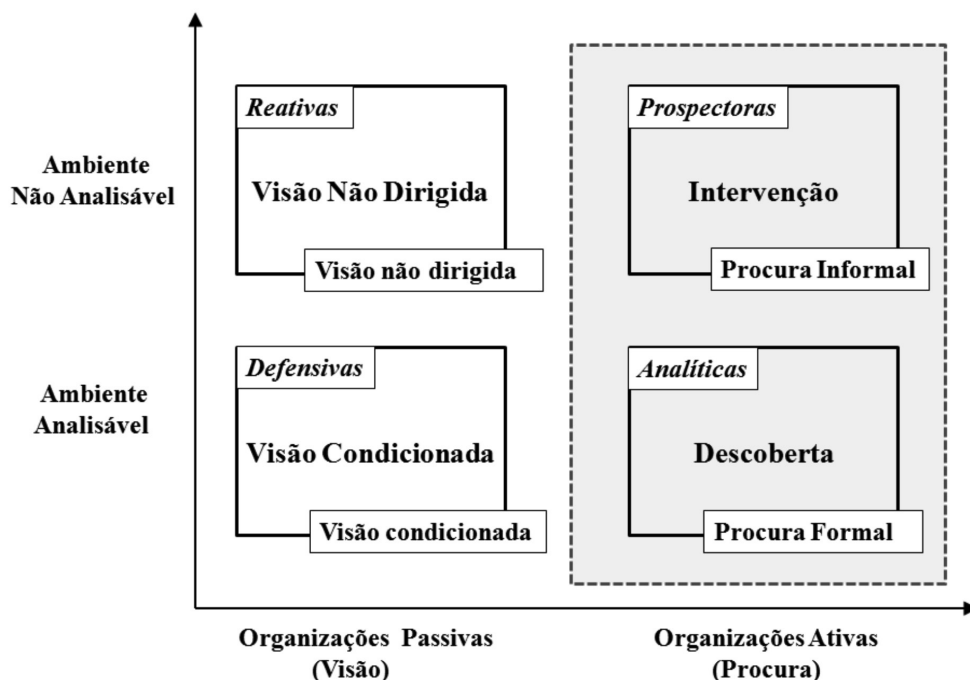 Reativas
Prospectoras
Ambiente
Não Analisável
Visão Não Dirigida
Intervenção
Visão não dirigida
Procura Informal
Defensivas
Analíticas
Ambiente
Analisável
Visão Condicionada
Descoberta
Visão condicionada
Procura Formal
Organizações Passivas
(Visão)
Organizações Ativas
(Procura)